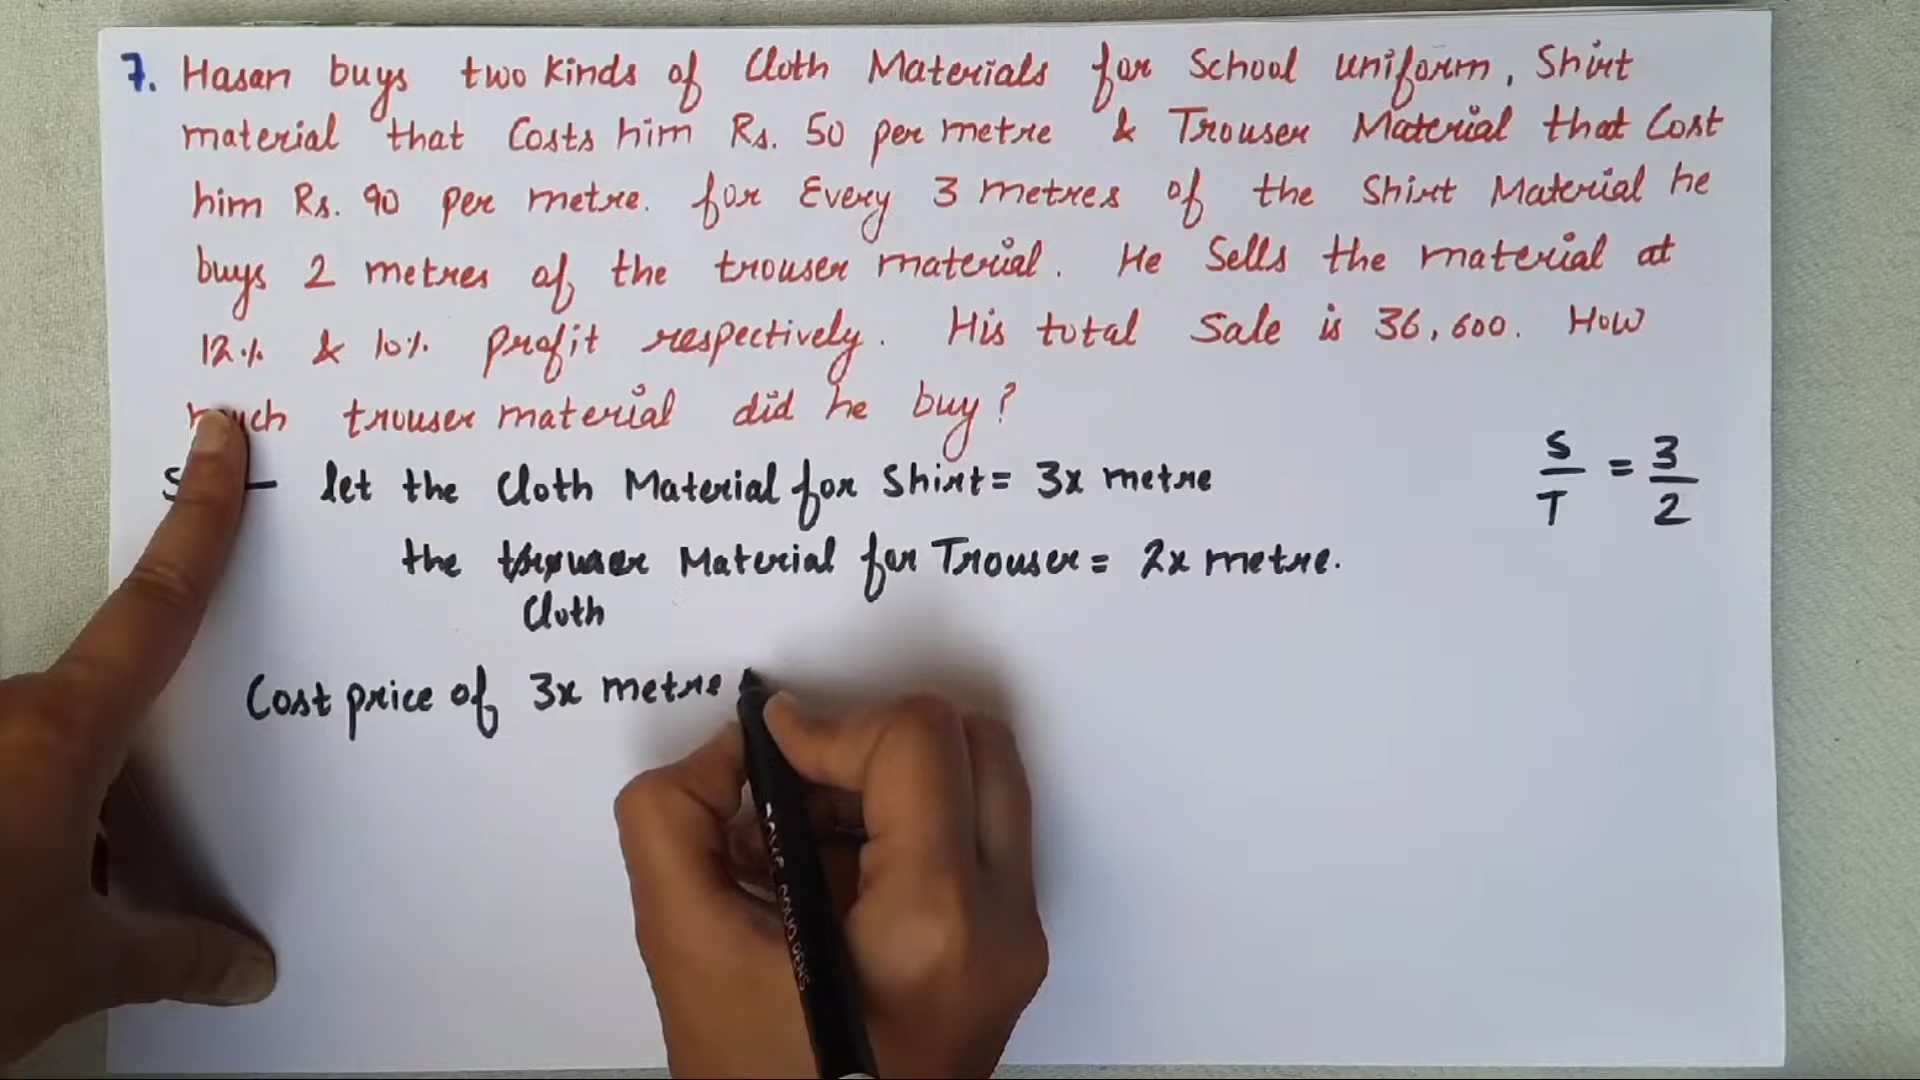 7. Hasan buys two kinds of Cloth Materials for School uniform, Shirt
material that Costs him Rs. 50 per metre & Trouser Material that Cost
him Rs. 90 per metre. for Every 3 metres of the Shirt Material he
buys 2 metres of the trouser material. He Sells the material at
12% & 10% profit respectively. His total Sale is 36,600. How
much trouser material did he buy?
let the Cloth Material for Shirt = 3x metre
S/T = 3/2
the Material for Trouser = 2x metre.
Cloth
Cost price of 3x metre